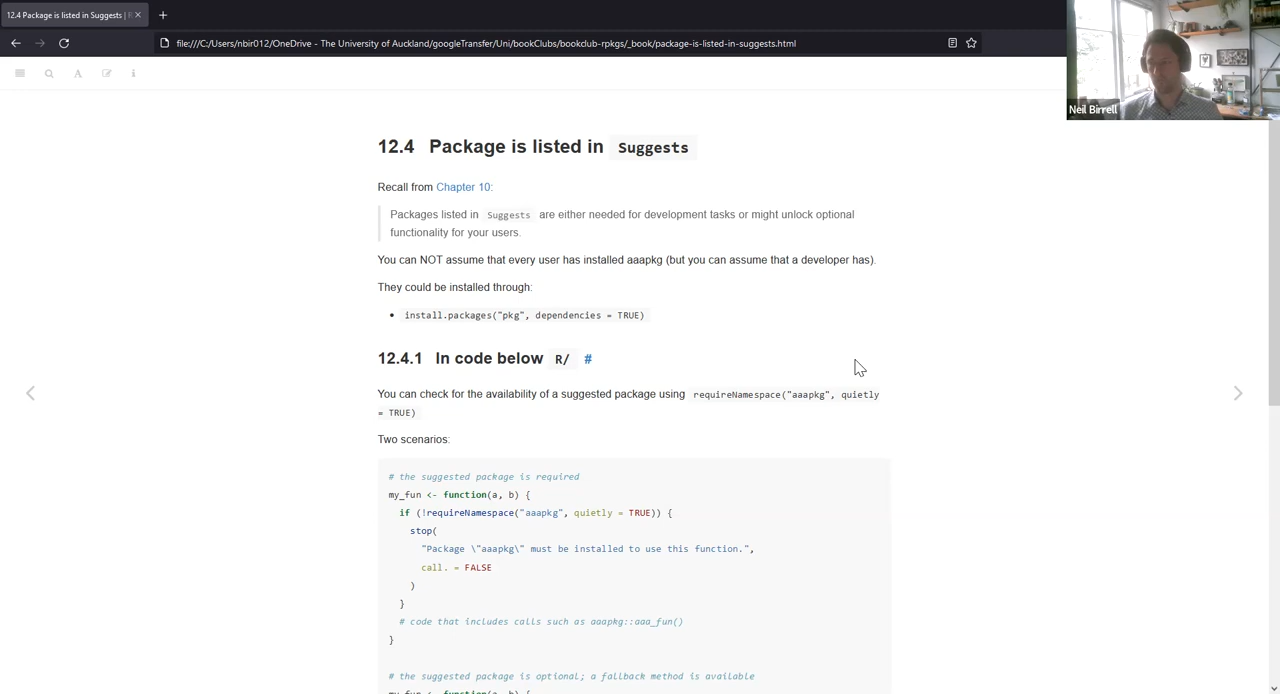 12.4 Package is listed in Suggests | R
file:///C:/Users/nbir012/OneDrive - The University of Auckland/googleTransfer/Uni/bookClubs/bookclub-rpkgs/_book/package-is-listed-in-suggests.html
Neil Birrell
12.4 Package is listed in Suggests
Recall from Chapter 10:
Packages listed in Suggests are either needed for development tasks or might unlock optional
functionality for your users.
You can NOT assume that every user has installed aaapkg (but you can assume that a developer has).
They could be installed through:
• install.packages("pkg", dependencies = TRUE)
12.4.1 In code below R/ #
You can check for the availability of a suggested package using requireNamespace("aaapkg", quietly
= TRUE)
Two scenarios:
# the suggested package is required
my_fun <- function(a, b) {
if (!requireNamespace("aaapkg", quietly = TRUE)) {
stop(
"Package \"aaapkg\" must be installed to use this function.",
call. = FALSE
)
}
# code that includes calls such as aaapkg::aaa_fun()
}
# the suggested package is optional; a fallback method is available
my_fun <- function(a, b) {